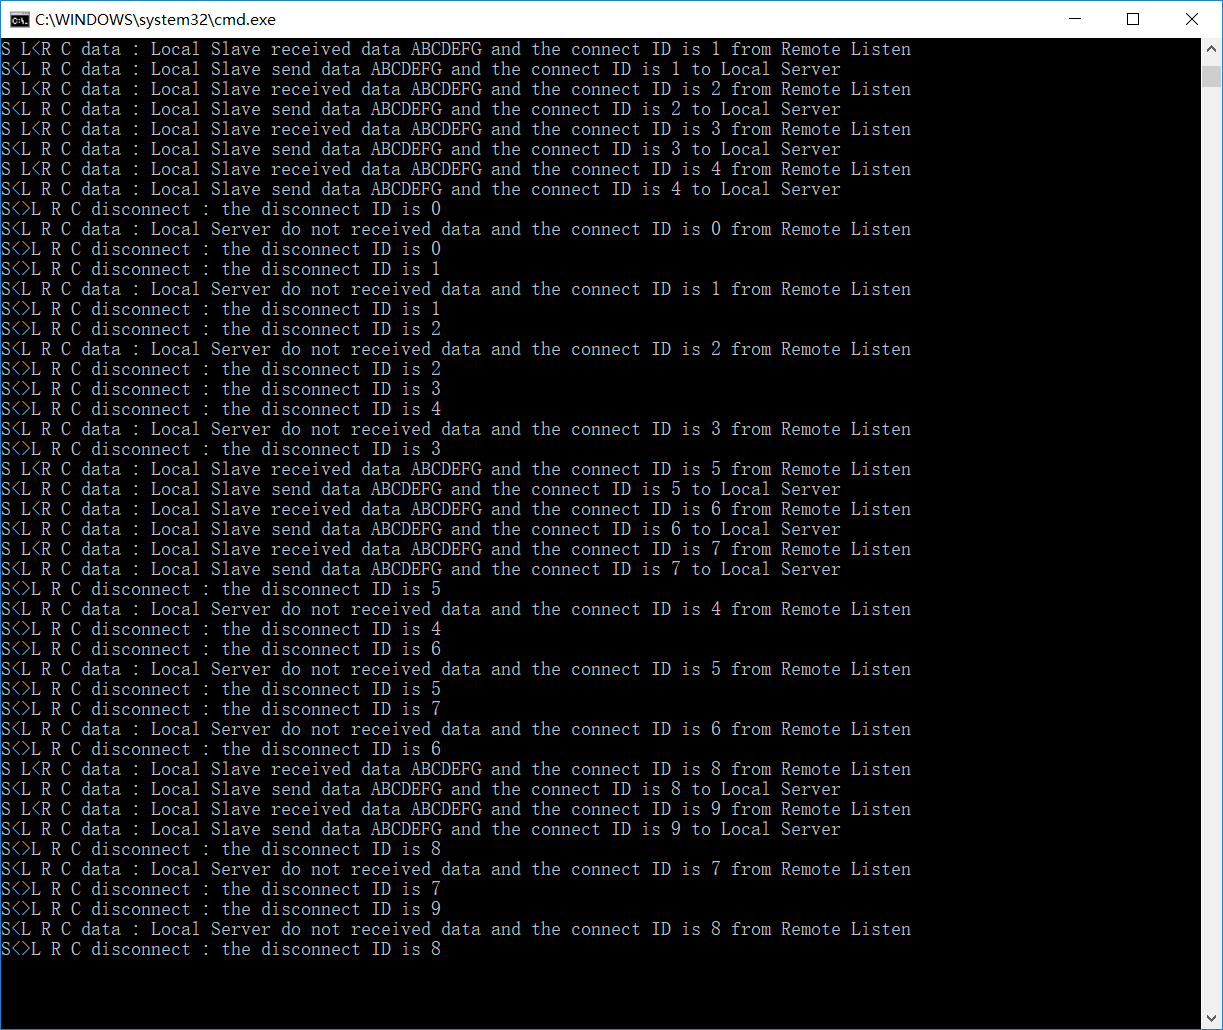 C:\WINDOWS\system32\cmd.exe
S L<R C data : Local Slave received data ABCDEFG and the connect ID is 1 from Remote Listen
S<L R C data : Local Slave send data ABCDEFG and the connect ID is 1 to Local Server
S L<R C data : Local Slave received data ABCDEFG and the connect ID is 2 from Remote Listen
S<L R C data : Local Slave send data ABCDEFG and the connect ID is 2 to Local Server
S L<R C data : Local Slave received data ABCDEFG and the connect ID is 3 from Remote Listen
S<L R C data : Local Slave send data ABCDEFG and the connect ID is 3 to Local Server
S L<R C data : Local Slave received data ABCDEFG and the connect ID is 4 from Remote Listen
S<L R C data : Local Slave send data ABCDEFG and the connect ID is 4 to Local Server
S<>L R C disconnect : the disconnect ID is 0
S<L R C data : Local Server do not received data and the connect ID is 0 from Remote Listen
S<>L R C disconnect : the disconnect ID is 0
S<>L R C disconnect : the disconnect ID is 1
S<L R C data : Local Server do not received data and the connect ID is 1 from Remote Listen
S<>L R C disconnect : the disconnect ID is 1
S<>L R C disconnect : the disconnect ID is 2
S<L R C data : Local Server do not received data and the connect ID is 2 from Remote Listen
S<>L R C disconnect : the disconnect ID is 2
S<>L R C disconnect : the disconnect ID is 3
S<>L R C disconnect : the disconnect ID is 4
S<L R C data : Local Server do not received data and the connect ID is 3 from Remote Listen
S<>L R C disconnect : the disconnect ID is 3
S L<R C data : Local Slave received data ABCDEFG and the connect ID is 5 from Remote Listen
S<L R C data : Local Slave send data ABCDEFG and the connect ID is 5 to Local Server
S L<R C data : Local Slave received data ABCDEFG and the connect ID is 6 from Remote Listen
S<L R C data : Local Slave send data ABCDEFG and the connect ID is 6 to Local Server
S L<R C data : Local Slave received data ABCDEFG and the connect ID is 7 from Remote Listen
S<L R C data : Local Slave send data ABCDEFG and the connect ID is 7 to Local Server
S<>L R C disconnect : the disconnect ID is 5
S<L R C data : Local Server do not received data and the connect ID is 4 from Remote Listen
S<>L R C disconnect : the disconnect ID is 4
S<>L R C disconnect : the disconnect ID is 6
S<L R C data : Local Server do not received data and the connect ID is 5 from Remote Listen
S<>L R C disconnect : the disconnect ID is 5
S<>L R C disconnect : the disconnect ID is 7
S<L R C data : Local Server do not received data and the connect ID is 6 from Remote Listen
S<>L R C disconnect : the disconnect ID is 6
S L<R C data : Local Slave received data ABCDEFG and the connect ID is 8 from Remote Listen
S<L R C data : Local Slave send data ABCDEFG and the connect ID is 8 to Local Server
S L<R C data : Local Slave received data ABCDEFG and the connect ID is 9 from Remote Listen
S<L R C data : Local Slave send data ABCDEFG and the connect ID is 9 to Local Server
S<>L R C disconnect : the disconnect ID is 8
S<L R C data : Local Server do not received data and the connect ID is 7 from Remote Listen
S<>L R C disconnect : the disconnect ID is 7
S<>L R C disconnect : the disconnect ID is 9
S<L R C data : Local Server do not received data and the connect ID is 8 from Remote Listen
S<>L R C disconnect : the disconnect ID is 8